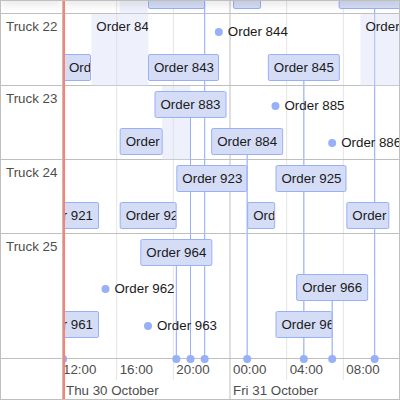 Truck 22
Order 84
Order 844
Order
Ord
Order 843
Order 845
Truck 23
Order 883
Order 885
Order
Order 884
Order 886
Truck 24
Order 923
Order 925
921
Order 92
Ord
Order
Truck 25
Order 964
Order 962
Order 966
961
Order 963
Order 96
12:00
16:00
20:00
00:00
04:00
08:00
Thu 30 October
Fri 31 October